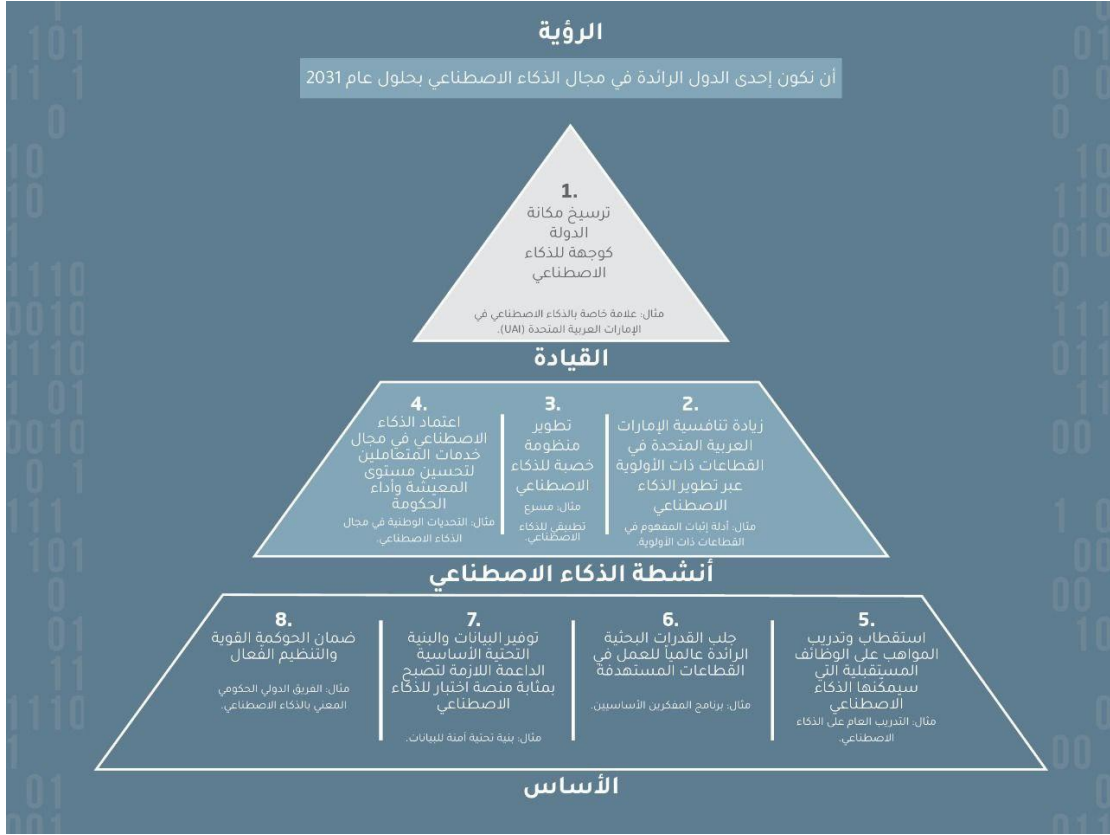 الرؤية
أن نكون إحدى الدول الرائدة في مجال الذكاء الاصطناعي بحلول عام 2031
1.
ترسيخ مكانة
الدولة
كوجهة للذكاء
الاصطناعي
مثال: علامة خاصة بالذكاء الاصطناعي في
الإمارات العربية المتحدة (UAI).
القيادة
2.
زيادة تنافسية الإمارات
العربية المتحدة في
القطاعات ذات الأولوية
عبر تطوير الذكاء
الاصطناعي
مثال: أدلة إثبات المفهوم في
القطاعات ذات الأولوية.
3.
تطوير
منظومة
خصبة للذكاء
الاصطناعي
مثال: مسرع
تطبيقي للذكاء
الاصطناعي.
4.
اعتماد الذكاء
الاصطناعي في مجال
خدمات المتعاملين
لتحسين مستوى
المعيشة وأداء
الحكومة
مثال: التحديات الوطنية في مجال
الذكاء الاصطناعي.
أنشطة الذكاء الاصطناعي
5.
استقطاب وتدريب
المواهب على الوظائف
المستقبلية التي
سيمكّنها الذكاء
الاصطناعي
مثال: التدريب العام على الذكاء
الاصطناعي.
6.
جلب القدرات البحثية
الرائدة عالمياً للعمل في
القطاعات المستهدفة
مثال: برنامج المفكرين الأساسيين.
7.
توفير البيانات والبنية
التحتية الأساسية
الداعمة اللازمة لتصبح
بمثابة منصة اختبار للذكاء
الاصطناعي
مثال: بنية تحتية آمنة للبيانات.
8.
ضمان الحوكمة القوية
والتنظيم الفعال
مثال: الفريق الدولي الحكومي
المعني بالذكاء الاصطناعي.
الأساس